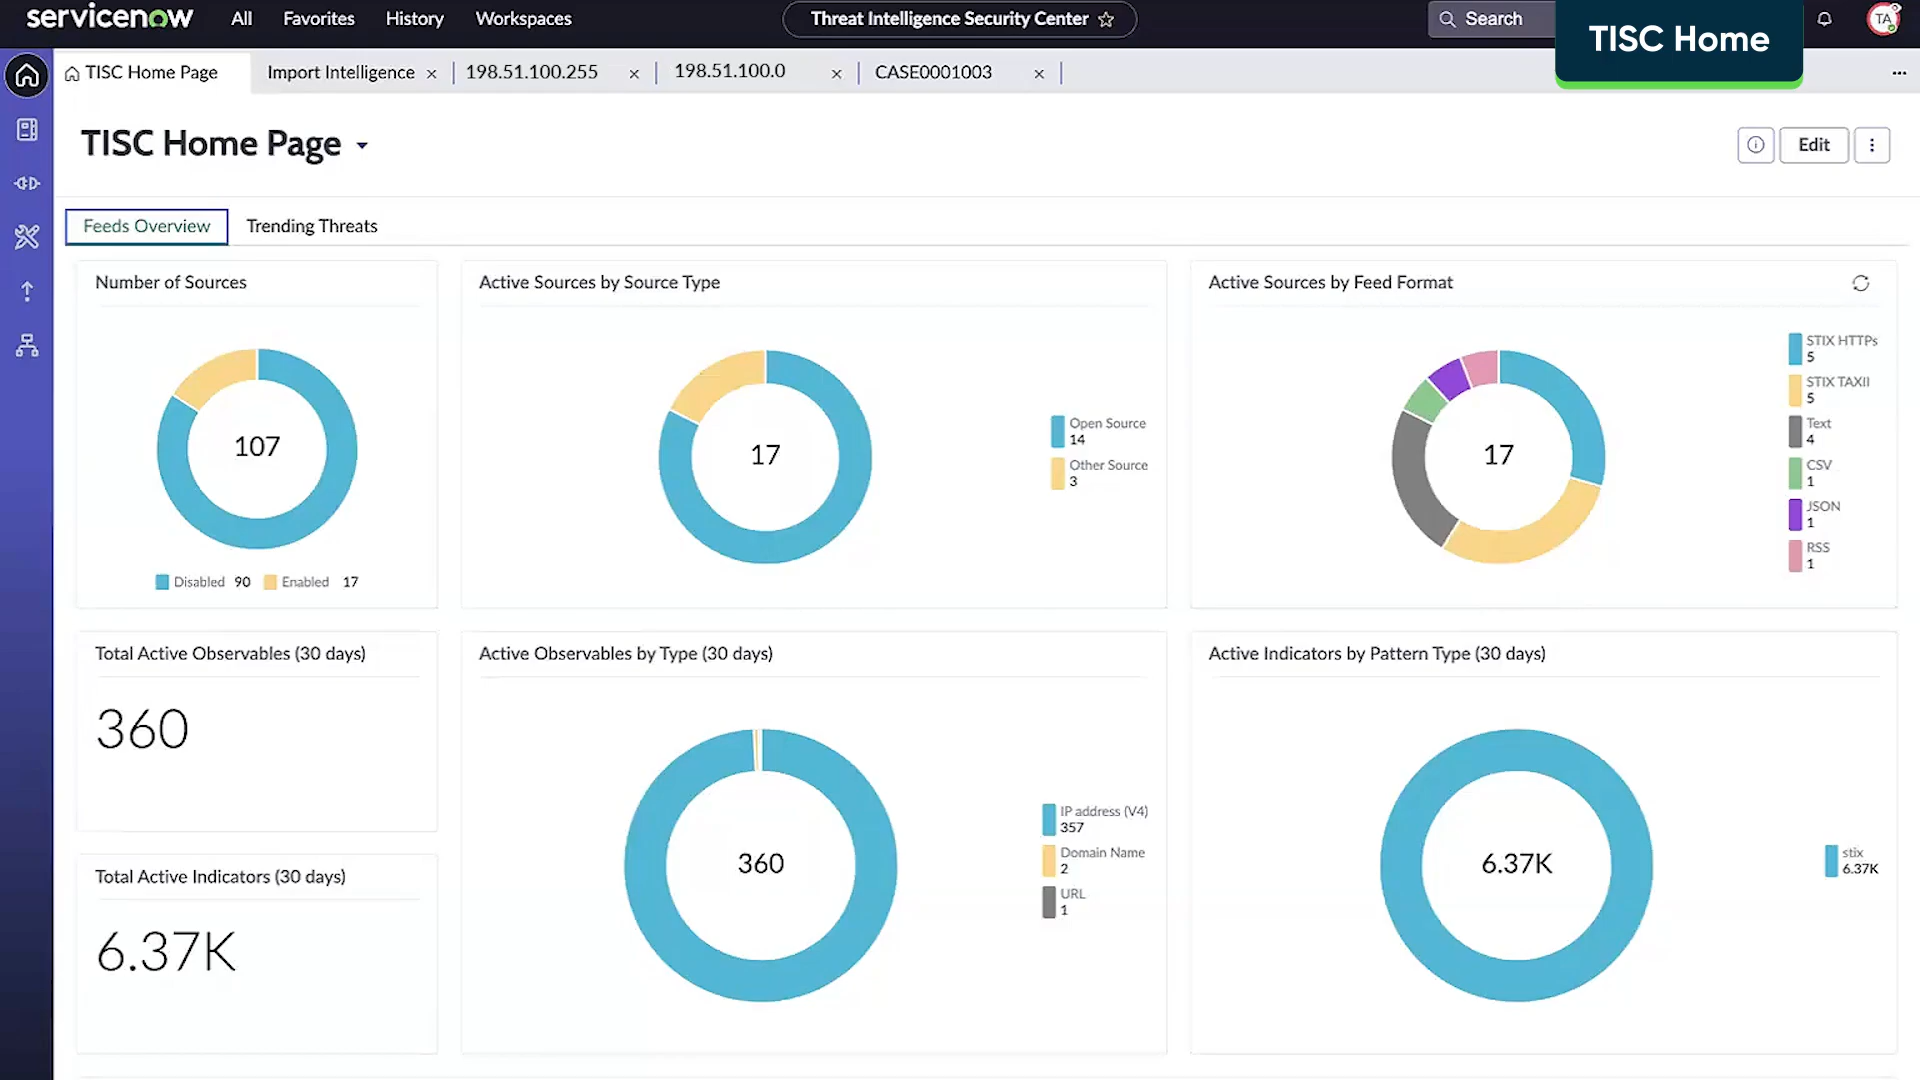 servicenow All Favorites History Workspaces Threat Intelligence Security Center Search TISC Home TA
TISC Home Page Import Intelligence 198.51.100.255 198.51.100.0 CASE0001003
TISC Home Page Edit
Feeds Overview Trending Threats
Number of Sources
107
Disabled 90 Enabled 17
Active Sources by Source Type
17
Open Source
14
Other Source
3
Active Sources by Feed Format
17
STIX HTTPs
5
STIX TAXII
5
Text
4
CSV
1
JSON
1
RSS
1
Total Active Observables (30 days)
360
Total Active Indicators (30 days)
6.37K
Active Observables by Type (30 days)
360
IP address (V4)
357
Domain Name
2
URL
1
Active Indicators by Pattern Type (30 days)
6.37K
stix
6.37K